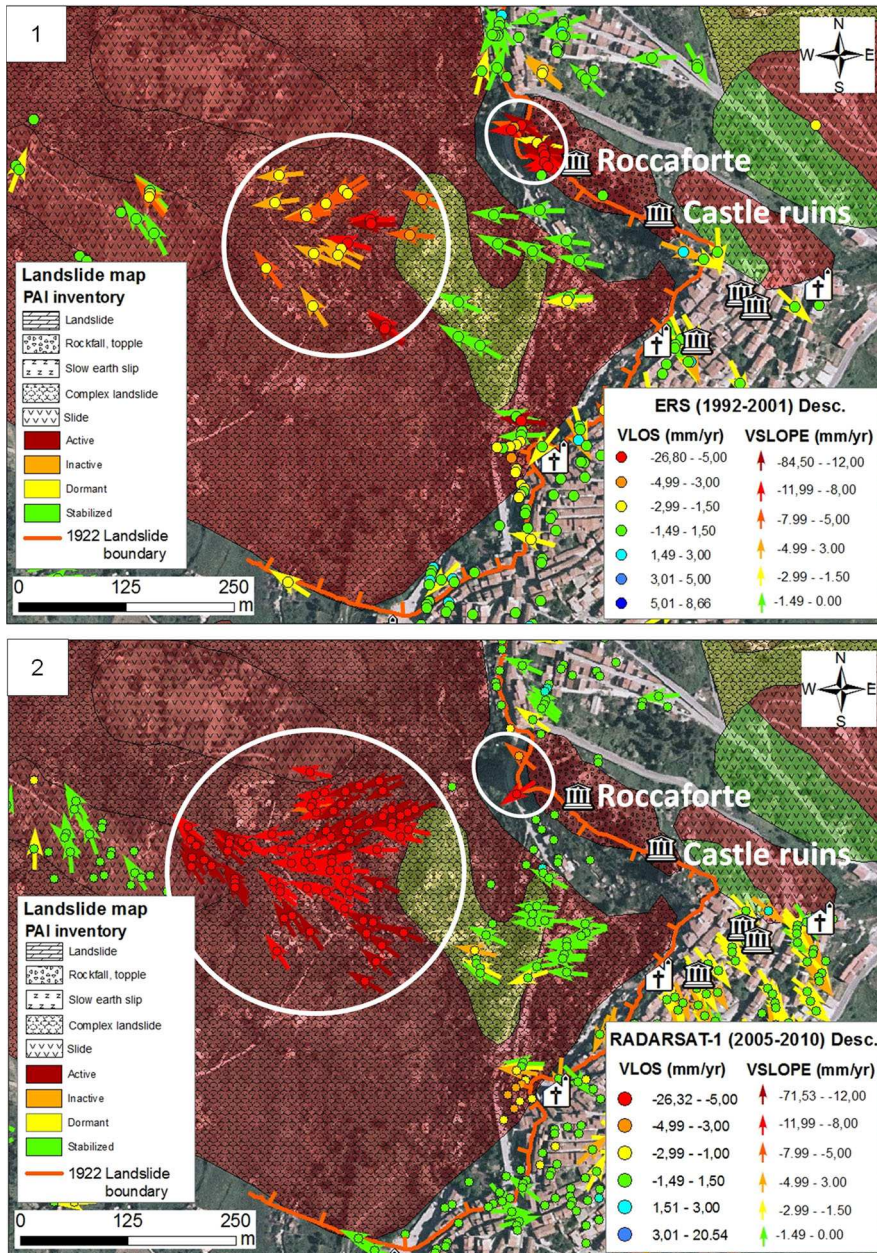 1
N
W E
S
Roccaforte
Castle ruins
Landslide map
PAI inventory
Landslide
Rockfall, topple
Slow earth slip
Complex landslide
Slide
Active
Inactive
Dormant
Stabilized
1922 Landslide
boundary
0 125 250
m
ERS (1992-2001) Desc.
VLOS (mm/yr) VSLOPE (mm/yr)
-26,80 - -5,00 -84,50 - -12,00
-4,99 - -3,00 -11,99 - -8,00
-2,99 - -1,50 -7.99 - -5,00
-1,49 - 1,50 -4.99 - 3.00
1,49 - 3,00 -2.99 - -1.50
3,01 - 5,00 -1.49 - 0.00
5,01 - 8,66
2
N
W E
S
Roccaforte
Castle ruins
Landslide map
PAI inventory
Landslide
Rockfall, topple
Slow earth slip
Complex landslide
Slide
Active
Inactive
Dormant
Stabilized
1922 Landslide
boundary
0 125 250
m
RADARSAT-1 (2005-2010) Desc.
VLOS (mm/yr) VSLOPE (mm/yr)
-26,32 - -5,00 -71,53 - -12,00
-4,99 - -3,00 -11,99 - -8,00
-2,99 - -1,00 -7.99 - -5,00
-1,49 - 1,50 -4.99 - 3.00
1,51 - 3,00 -2.99 - -1.50
3,01 - 20.54 -1.49 - 0.00